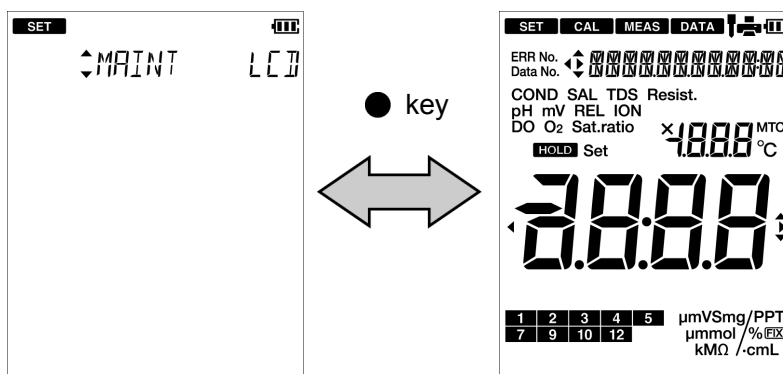 SET
MAINT LCD
● key
SET CAL MEAS DATA
ERR No.
Data No.
COND SAL TDS Resist.
pH mV REL ION
DO O2 Sat.ratio
MTC
HOLD Set
°C
1 2 3 4 5
7 9 10 12
µmVSmg/PPT
µmmol/%FIX
kMΩ/·cmL